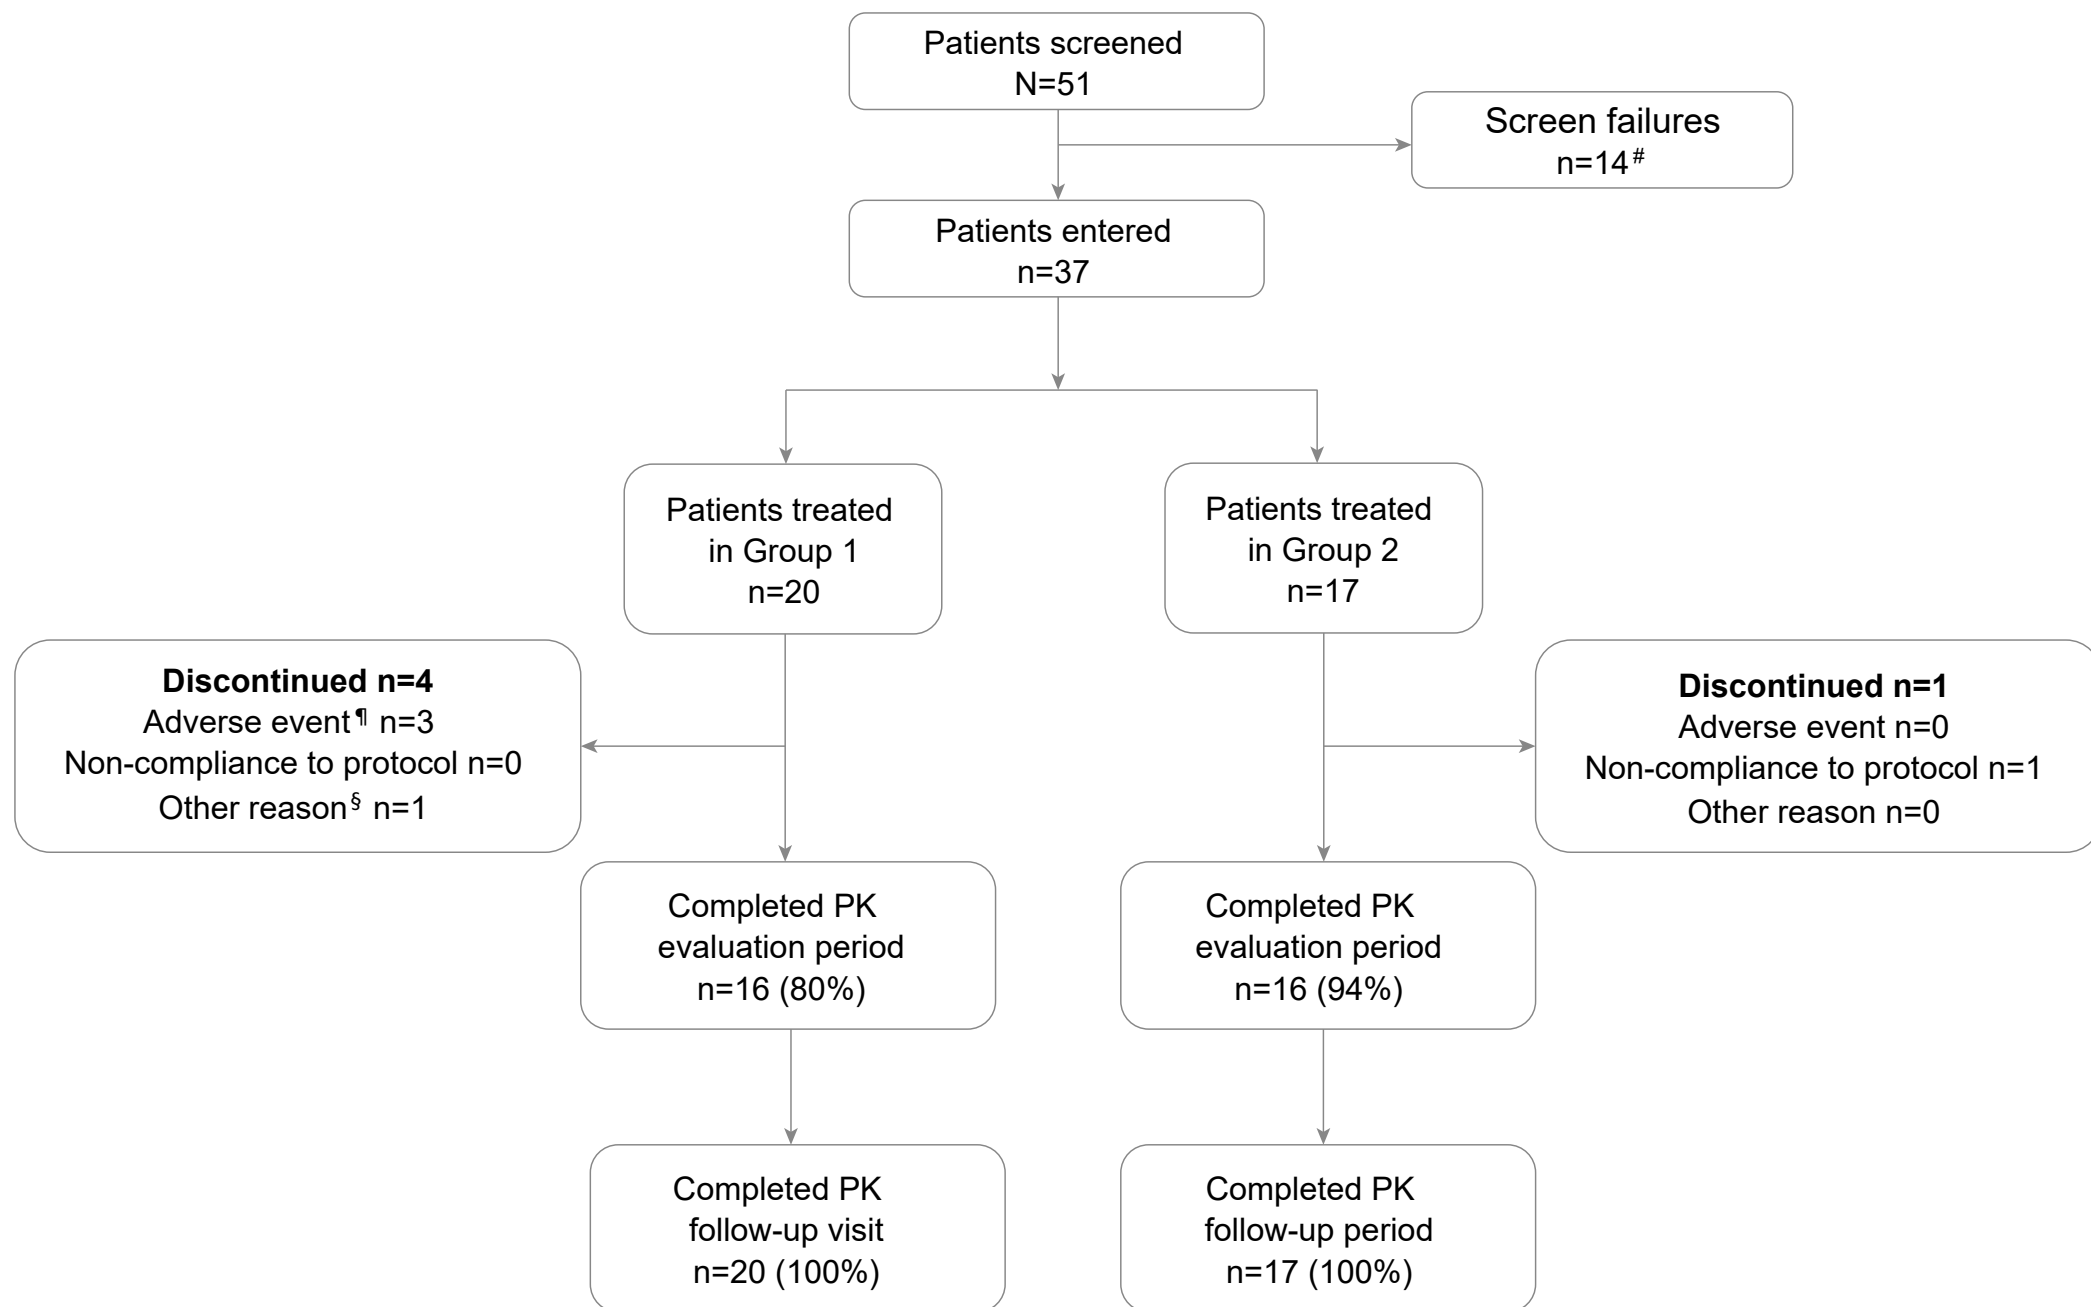 Patients screened
N=51
Screen failures
n=14#
Patients entered
n=37
Patients treated
in Group 1
n=20
Patients treated
in Group 2
n=17
Discontinued n=4
Adverse event¶ n=3
Non-compliance to protocol n=0
Other reason§ n=1
Discontinued n=1
Adverse event n=0
Non-compliance to protocol n=1
Other reason n=0
Completed PK
evaluation period
n=16 (80%)
Completed PK
evaluation period
n=16 (94%)
Completed PK
follow-up visit
n=20 (100%)
Completed PK
follow-up period
n=17 (100%)